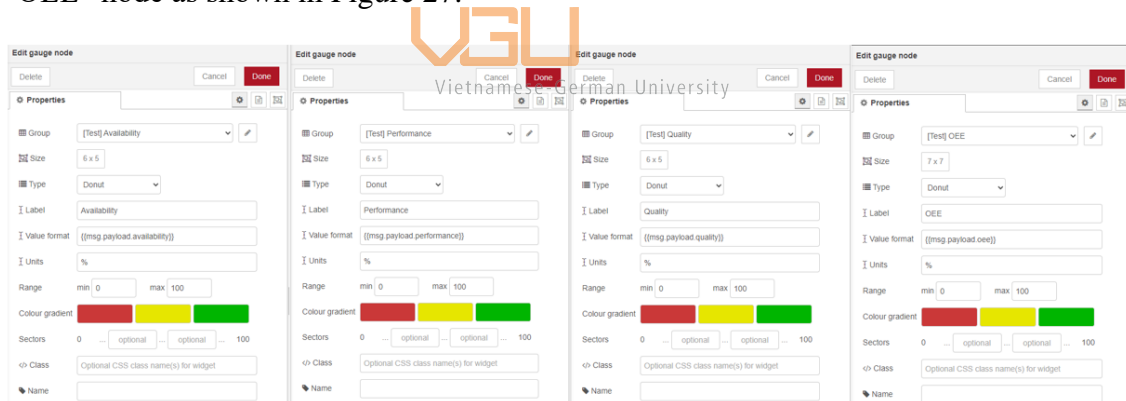 "OEE" node as shown in Figure 27.
VGU
Vietnamese-German University
Edit gauge node
Delete Cancel Done
Properties
Group [Test] Availability
Size 6 x 5
Type Donut
Label Availability
Value format {{msg.payload.availability}}
Units %
Range min 0 max 100
Colour gradient
Sectors 0 ... optional ... optional ... 100
Class Optional CSS class name(s) for widget
Name
Edit gauge node
Delete Cancel Done
Properties
Group [Test] Performance
Size 6 x 5
Type Donut
Label Performance
Value format {{msg.payload.performance}}
Units %
Range min 0 max 100
Colour gradient
Sectors 0 ... optional ... optional ... 100
</> Class Optional CSS class name(s) for widget
Name
Edit gauge node
Delete Cancel Done
Properties
Group [Test] Quality
Size 6 x 5
Type Donut
Label Quality
Value format {{msg.payload.quality}}
Units %
Range min 0 max 100
Colour gradient
Sectors 0 ... optional ... optional ... 100
</> Class Optional CSS class name(s) for widget
Name
Edit gauge node
Delete Cancel Done
Properties
Group [Test] OEE
Size 7 x 7
Type Donut
Label OEE
Value format {{msg.payload.oee}}
Units %
Range min 0 max 100
Colour gradient
Sectors 0 ... optional ... optional ... 100
</> Class Optional CSS class name(s) for widget
Name